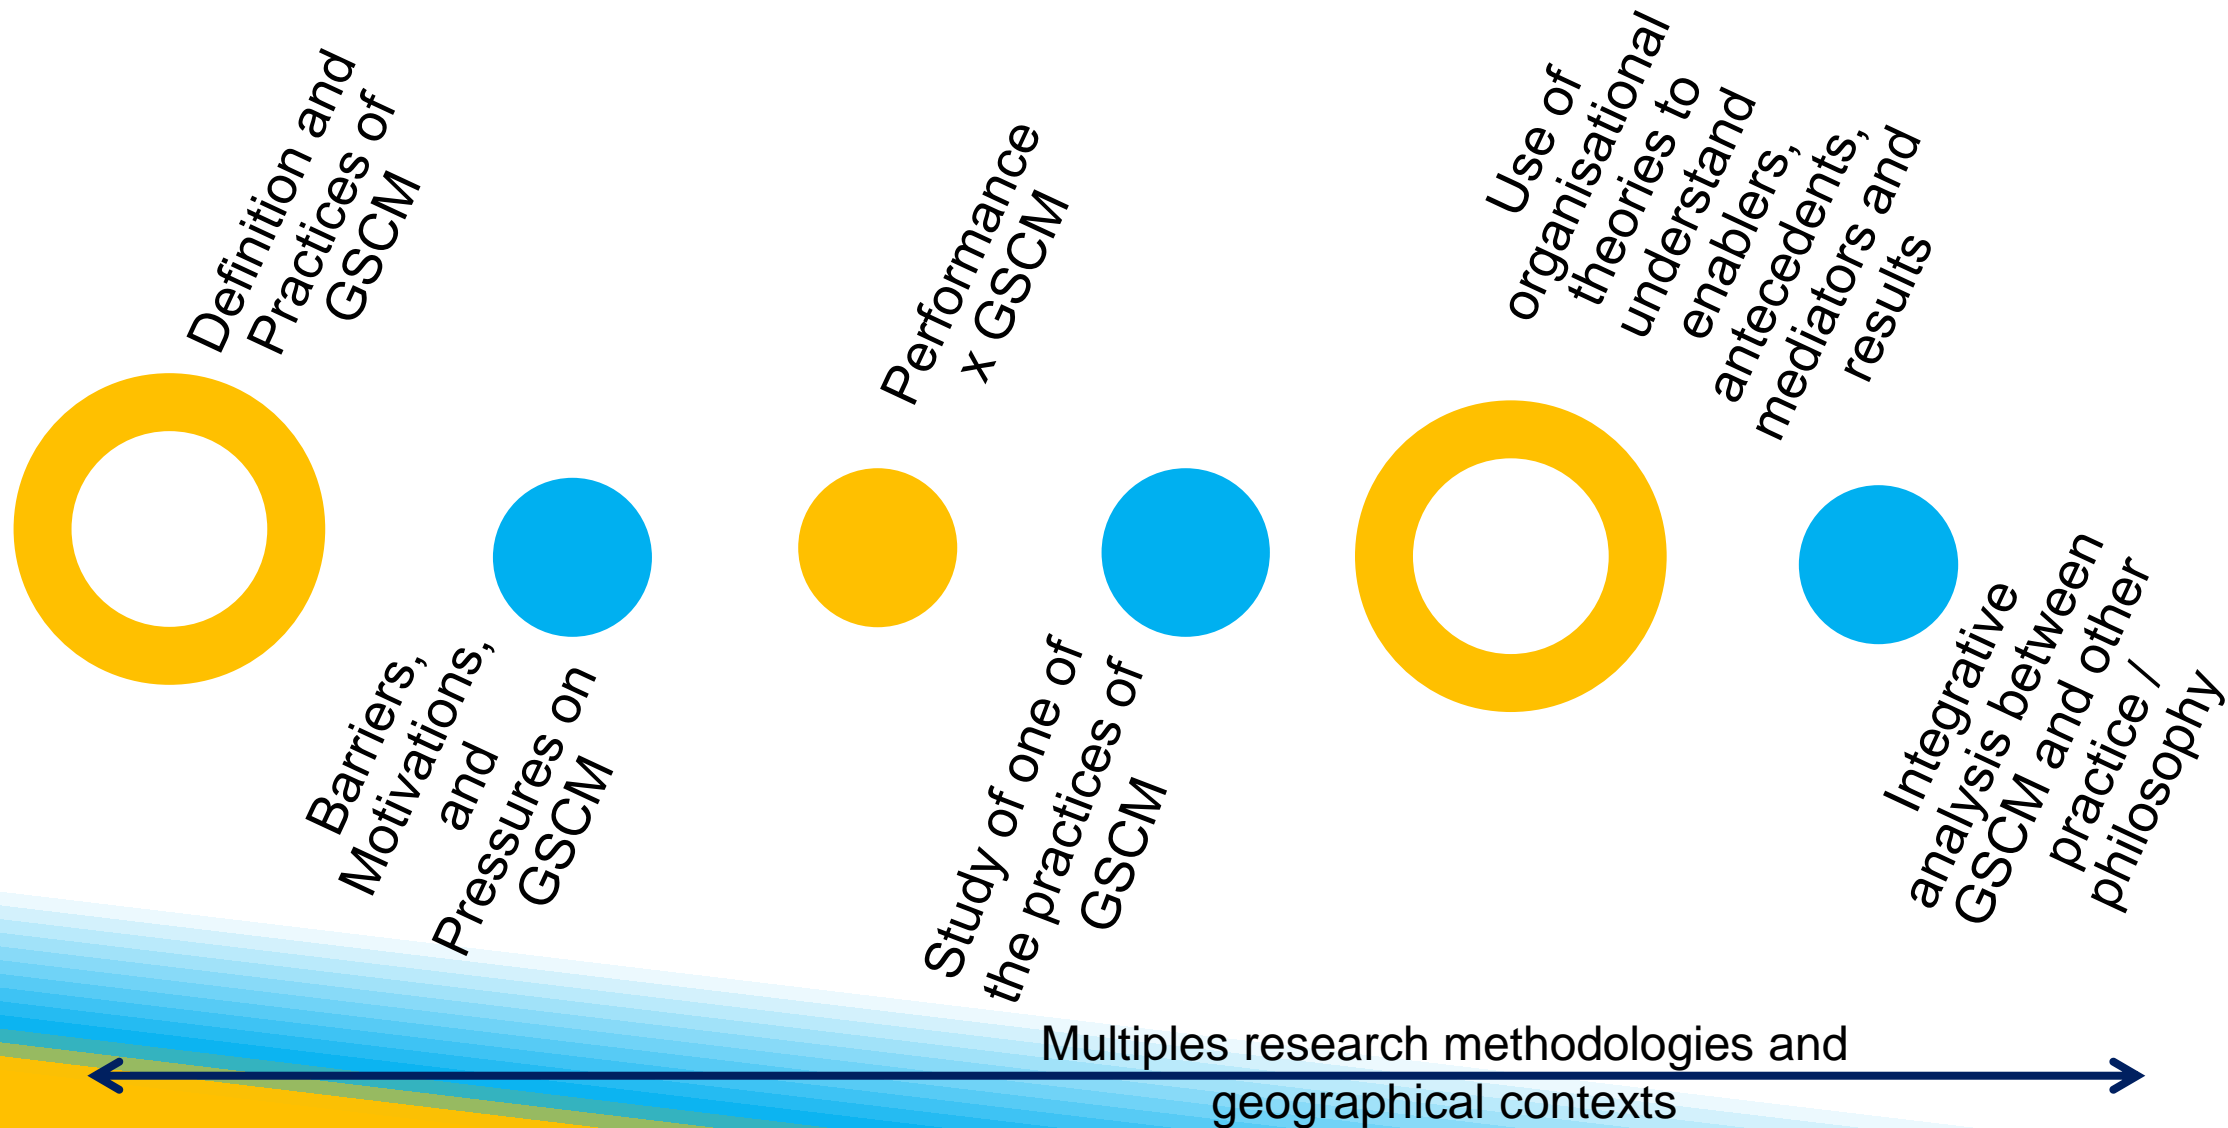 Definition and
Practices of
GSCM
Barriers,
Motivations,
and
Pressures on
GSCM
Performance
x GSCM
Study of one of
the practices of
GSCM
Use of
organisational
theories to
understand
enablers,
antecedents,
mediators and
results
Integrative
analysis between
GSCM and other
practice /
philosophy
Multiples research methodologies and
geographical contexts